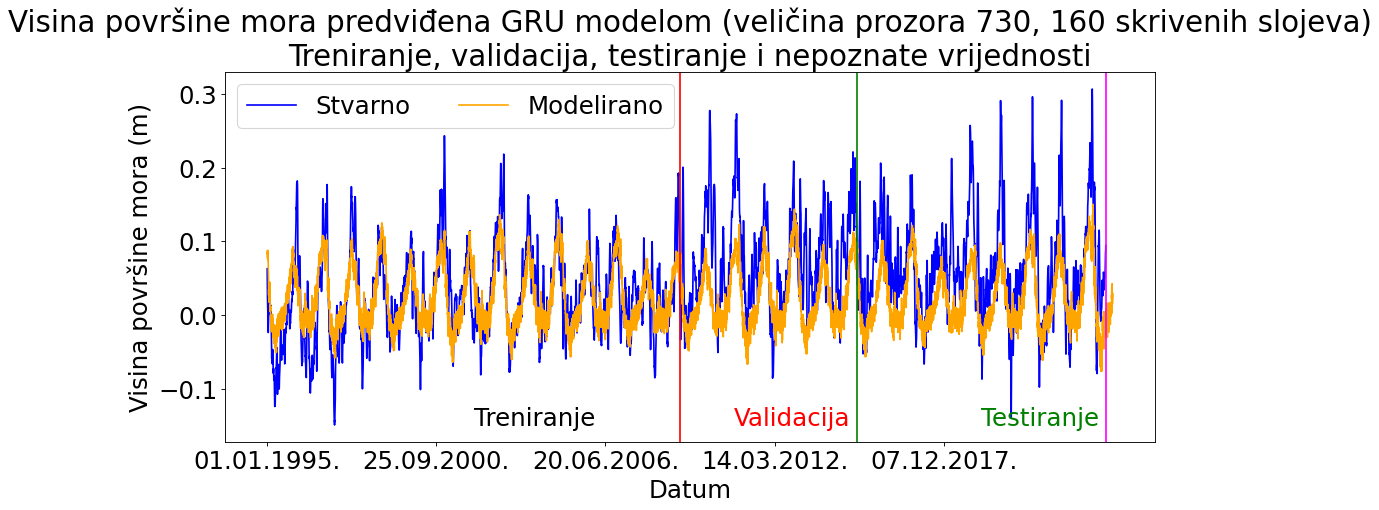 Visina površine mora predviđena GRU modelom (veličina prozora 730, 160 skrivenih slojeva)
Treniranje, validacija, testiranje i nepoznate vrijednosti
Stvarno Modelirano
Visina površine mora (m)
0.3
0.2
0.1
0.0
−0.1
Treniranje Validacija Testiranje
01.01.1995. 25.09.2000. 20.06.2006. 14.03.2012. 07.12.2017.
Datum